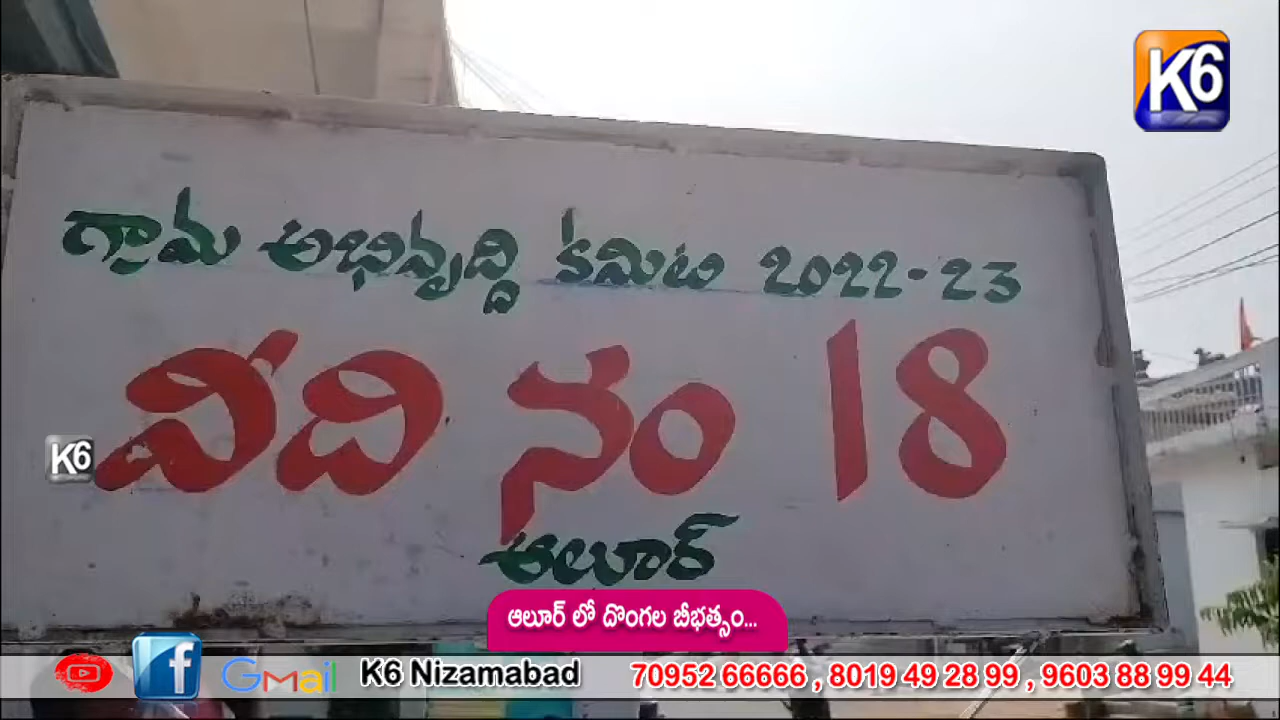 K6
గ్రామ అభివృద్ది కమిటి 2022-23
వీది నం 18
K6
ఆలూర్
ఆలూర్ లో దొంగల బీభత్సం...
f Gmail K6 Nizamabad 70952 66666 , 8019 49 28 99 , 9603 88 99 44